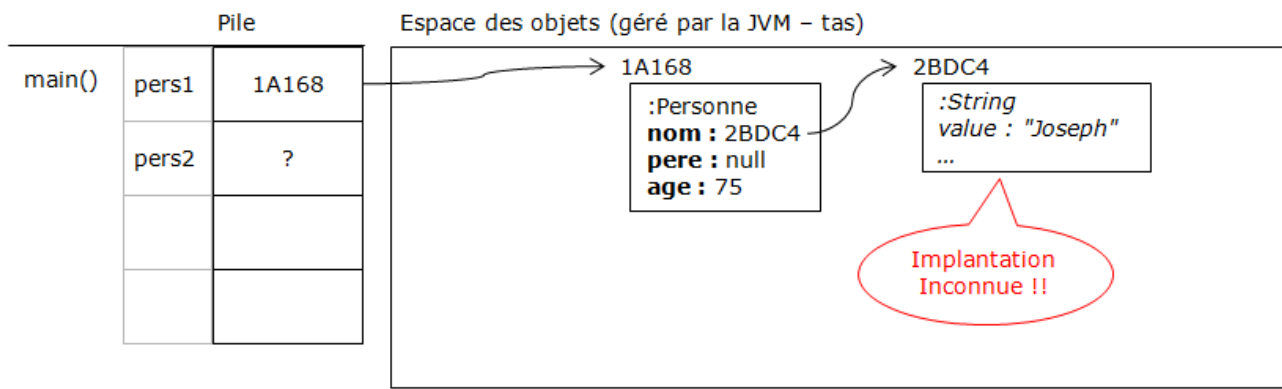 Pile
Espace des objets (géré par la JVM – tas)
main()
pers1
1A168
pers2
?
1A168
:Personne
nom : 2BDC4
pere : null
age : 75
2BDC4
:String
value : "Joseph"
...
Implantation
Inconnue !!